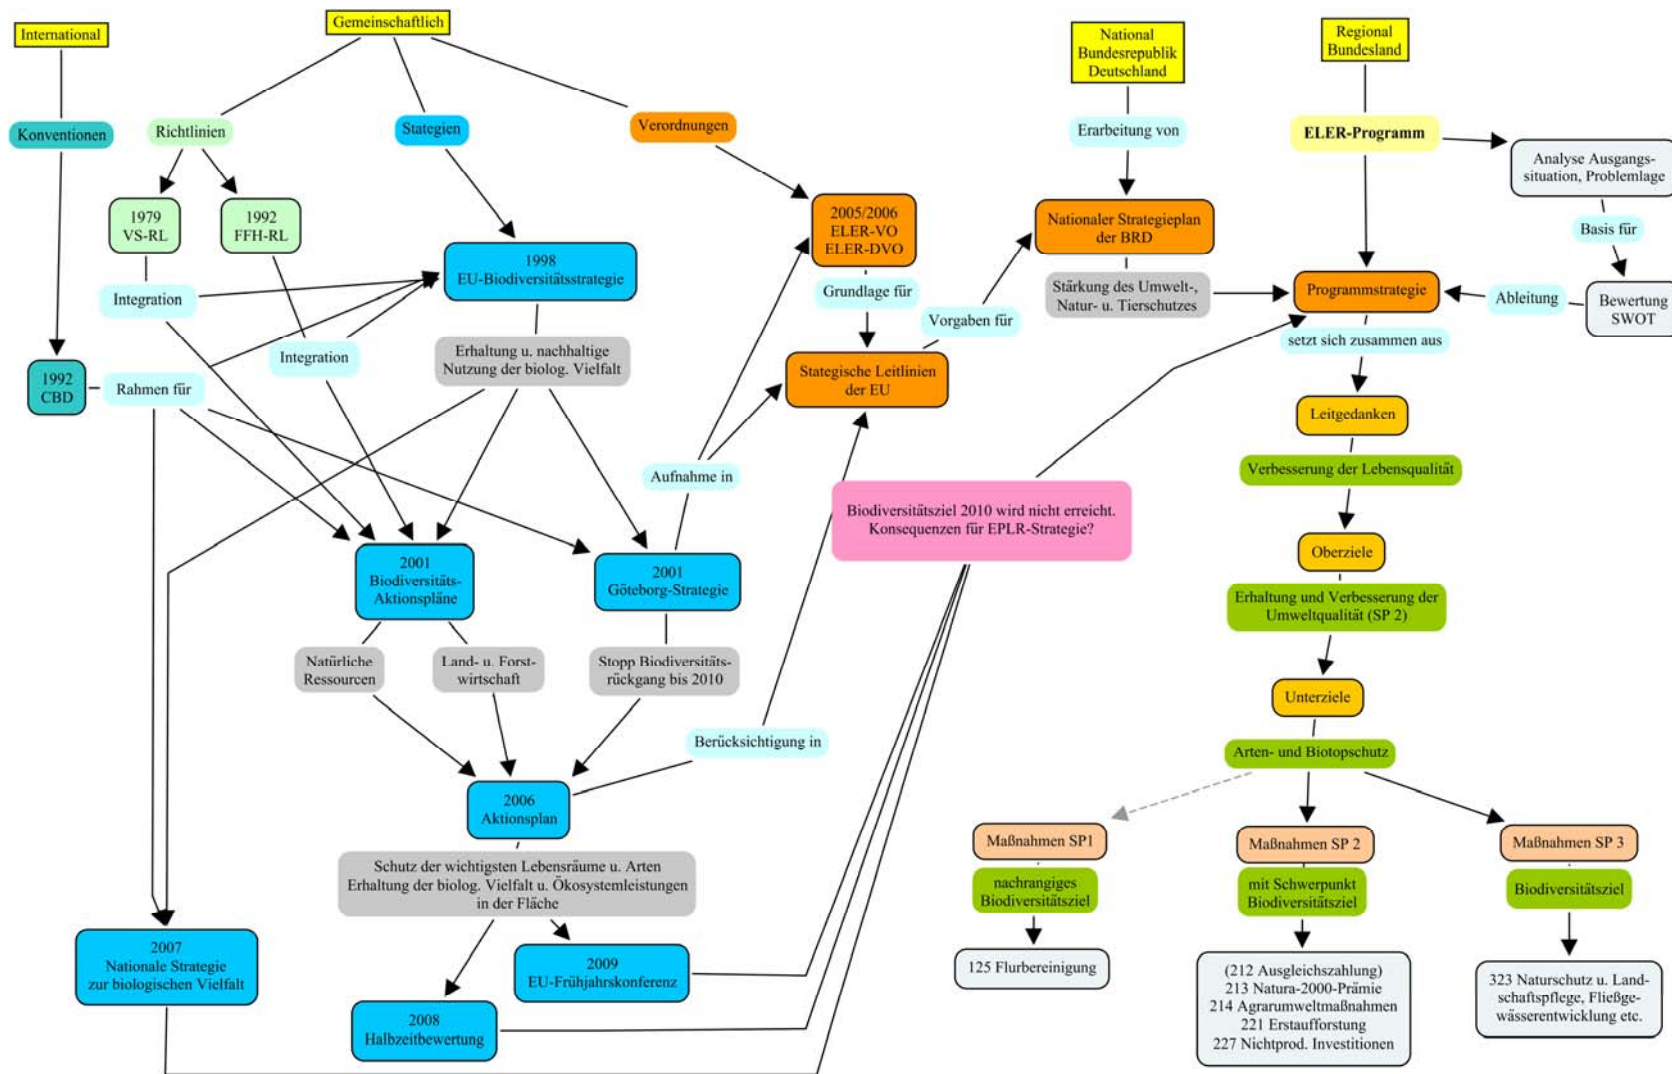 International
Gemeinschaftlich
National
Bundesrepublik
Deutschland
Regional
Bundesland
Konventionen
Richtlinien
Stategien
Verordnungen
Erarbeitung von
ELER-Programm
Analyse Ausgangs-
situation, Problemlage
1979
VS-RL
1992
FFH-RL
2005/2006
ELER-VO
ELER-DVO
Nationaler Strategieplan
der BRD
Basis für
1998
EU-Biodiversitätsstrategie
Integration
Grundlage für
Stärkung des Umwelt-,
Natur- u. Tierschutzes
Programmstrategie
Ableitung
Bewertung
SWOT
Vorgaben für
setzt sich zusammen aus
Integration
Erhaltung u. nachhaltige
Nutzung der biolog. Vielfalt
1992
CBD
Rahmen für
Stategische Leitlinien
der EU
Leitgedanken
Aufnahme in
Verbesserung der Lebensqualität
Biodiversitätsziel 2010 wird nicht erreicht.
Konsequenzen für EPLR-Strategie?
Oberziele
2001
Biodiversitäts-
Aktionspläne
2001
Göteborg-Strategie
Erhaltung und Verbesserung der
Umweltqualität (SP 2)
Natürliche
Ressourcen
Land- u. Forst-
wirtschaft
Stopp Biodiversitäts-
rückgang bis 2010
Unterziele
Berücksichtigung in
Arten- und Biotopschutz
2006
Aktionsplan
Maßnahmen SP1
Maßnahmen SP 2
Maßnahmen SP 3
Schutz der wichtigsten Lebensräume u. Arten
Erhaltung der biolog. Vielfalt u. Ökosystemleistungen
in der Fläche
nachrangiges
Biodiversitätsziel
mit Schwerpunkt
Biodiversitätsziel
Biodiversitätsziel
2007
Nationale Strategie
zur biologischen Vielfalt
2009
EU-Frühjahrskonferenz
125 Flurbereinigung
(212 Ausgleichszahlung)
213 Natura-2000-Prämie
214 Agrarumweltmaßnahmen
221 Erstaufforstung
227 Nichtprod. Investitionen
323 Naturschutz u. Land-
schaftspflege, Fließge-
wässerentwicklung etc.
2008
Halbzeitbewertung